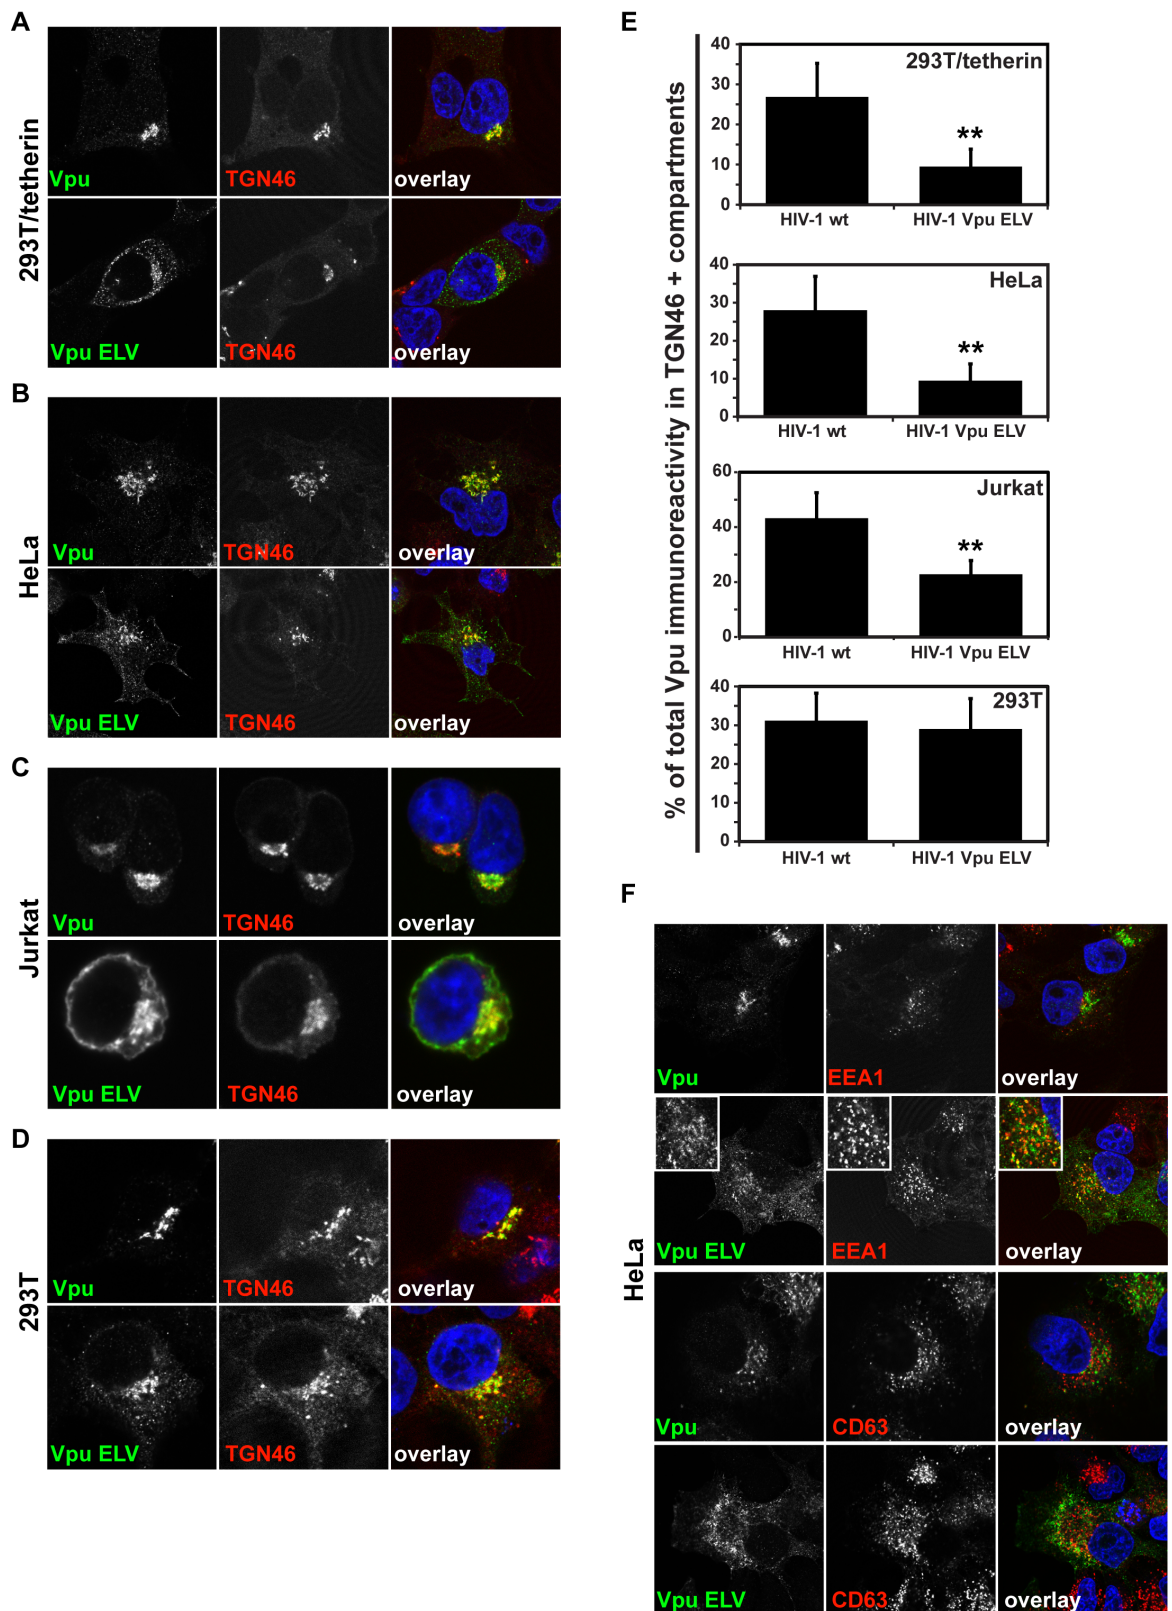 A
293T/tetherin
Vpu
TGN46
overlay
Vpu ELV
TGN46
overlay
B
HeLa
Vpu
TGN46
overlay
Vpu ELV
TGN46
overlay
C
Jurkat
Vpu
TGN46
overlay
Vpu ELV
TGN46
overlay
D
293T
Vpu
TGN46
overlay
Vpu ELV
TGN46
overlay
E
% of total Vpu immunoreactivity in TGN46 + compartments
293T/tetherin
40
30
20
10
0
**
HIV-1 wt
HIV-1 Vpu ELV
HeLa
40
30
20
10
0
**
HIV-1 wt
HIV-1 Vpu ELV
Jurkat
60
40
20
0
**
HIV-1 wt
HIV-1 Vpu ELV
293T
40
30
20
10
0
HIV-1 wt
HIV-1 Vpu ELV
F
HeLa
Vpu
EEA1
overlay
Vpu ELV
EEA1
overlay
Vpu
CD63
overlay
Vpu ELV
CD63
overlay